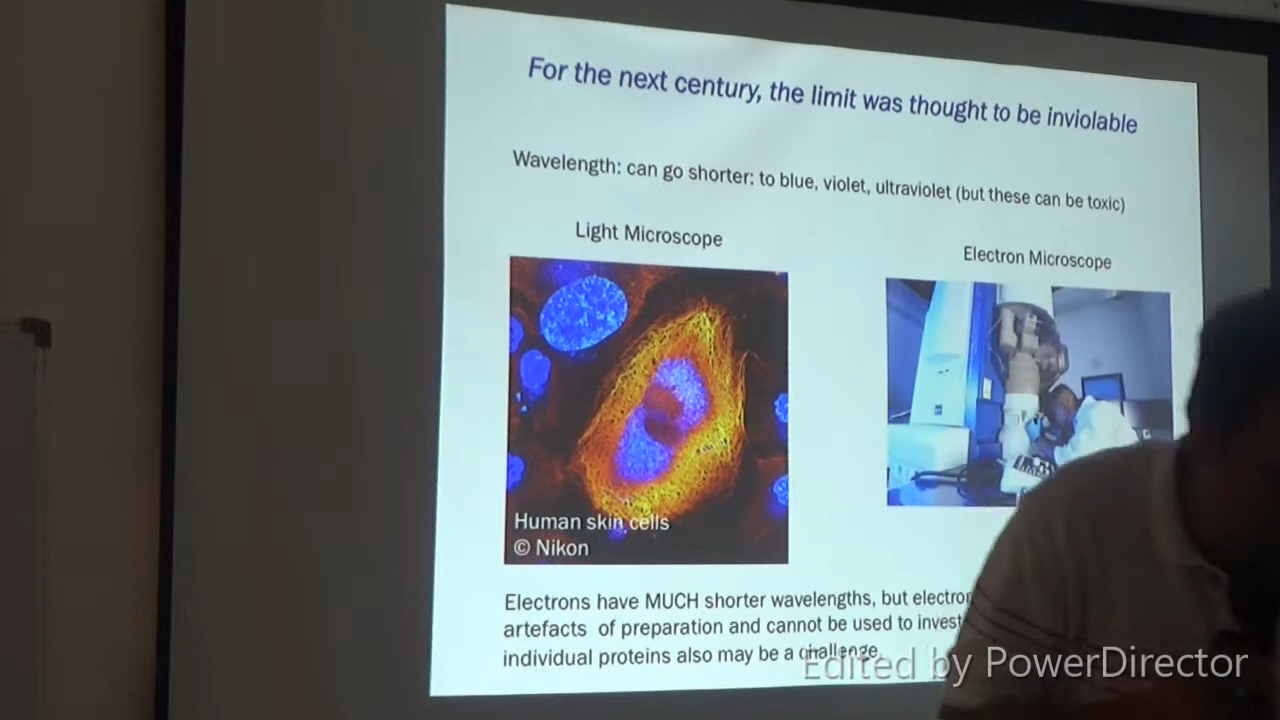 For the next century, the limit was thought to be inviolable
Wavelength: can go shorter: to blue, violet, ultraviolet (but these can be toxic)
Light Microscope
Electron Microscope
Human skin cells
© Nikon
Electrons have MUCH shorter wavelengths, but
artefacts of preparation and cannot be used to
individual proteins also may be a challenge.
Edited by PowerDirector